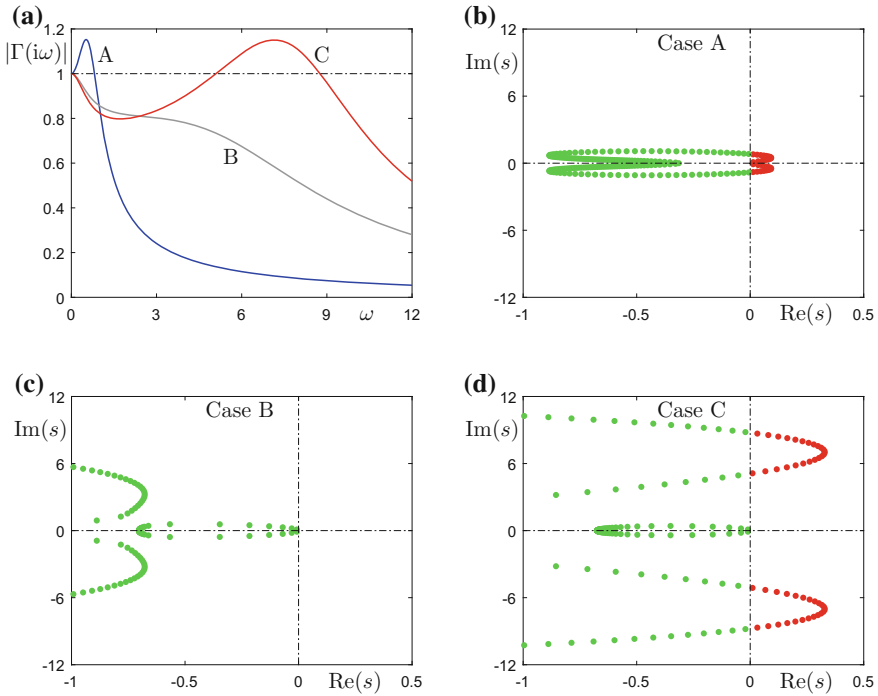 (a)
1.2
|Γ(iω)|
A
C
1
0.8
B
0.6
0.4
0.2
0
0 3 6 ω 9 12
(b)
12
Case A
Im(s)
6
0
-6
-12
-1 -0.5 0 Re(s) 0.5
(c)
12
Case B
Im(s)
6
0
-6
-12
-1 -0.5 0 Re(s) 0.5
(d)
12
Case C
Im(s)
6
0
-6
-12
-1 -0.5 0 Re(s) 0.5